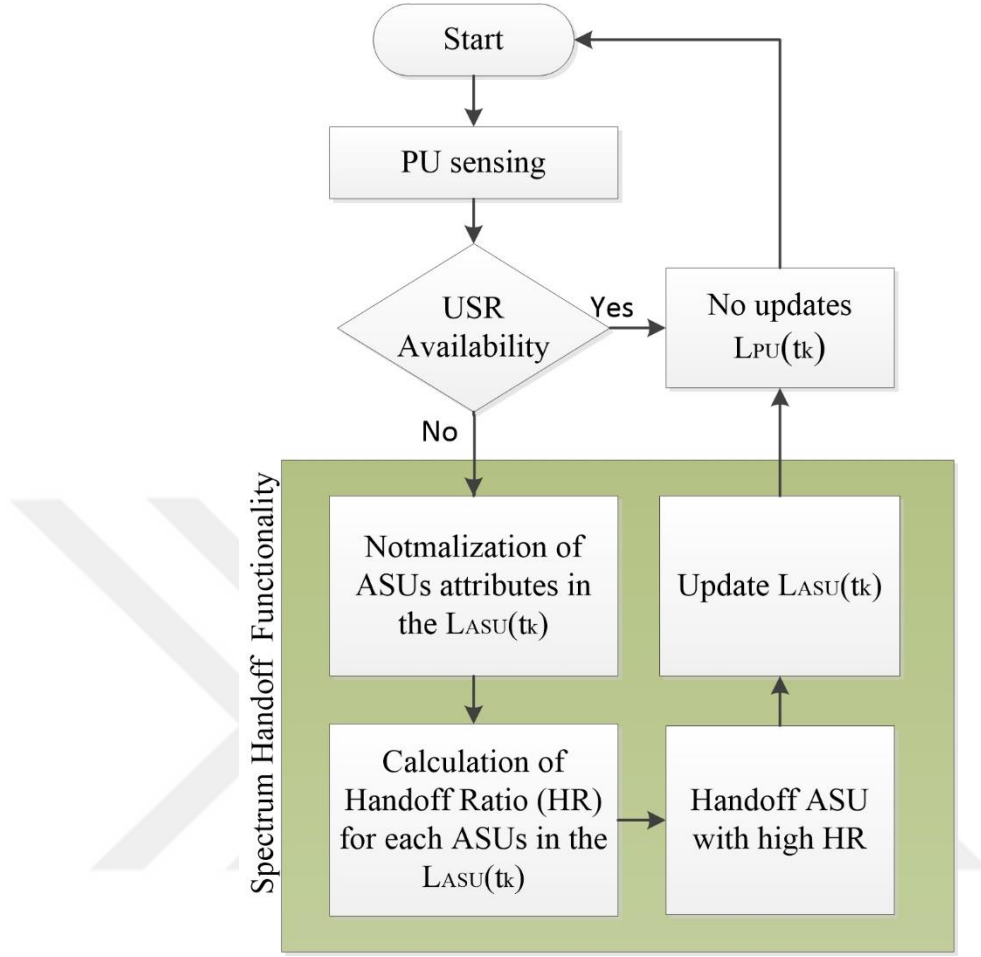 Start
PU sensing
USR
Availability
Yes
No updates
LPU(tk)
No
Spectrum Handoff Functionality
Notmalization of
ASUs attributes in
the LASU(tk)
Update LASU(tk)
Calculation of
Handoff Ratio (HR)
for each ASUs in the
LASU(tk)
Handoff ASU
with high HR